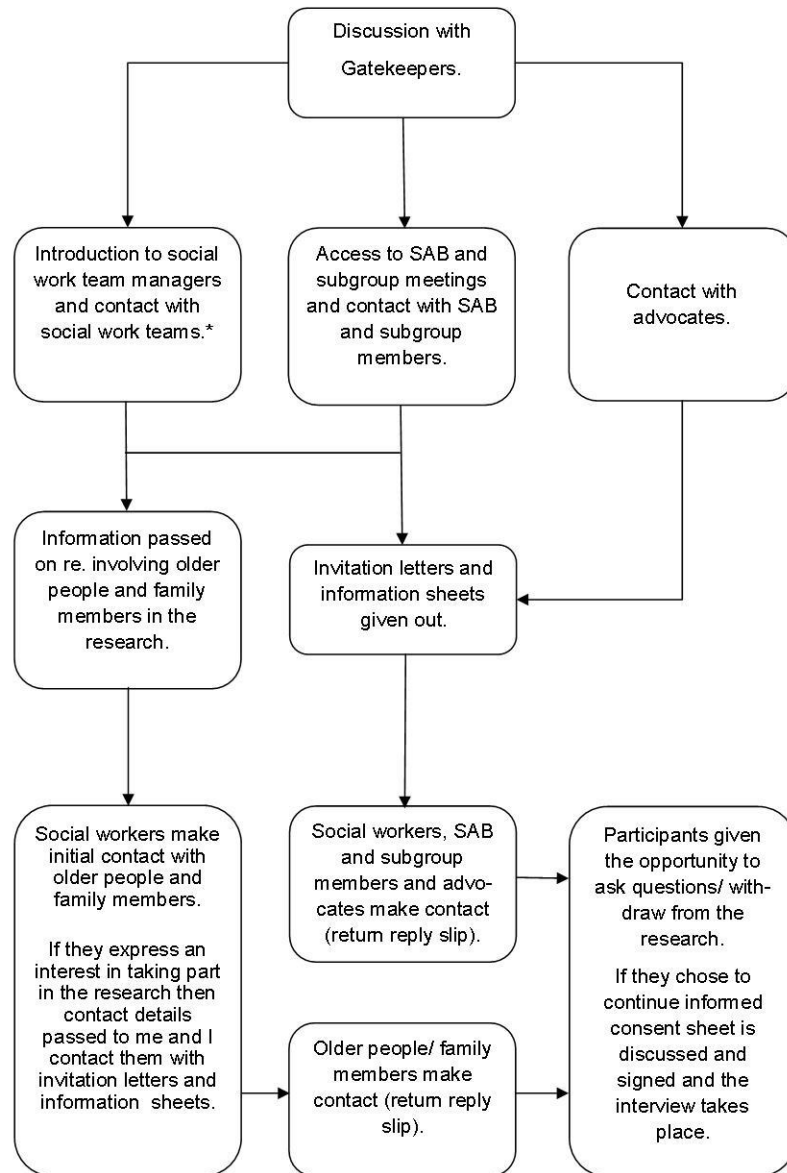 Discussion with
Gatekeepers.
Introduction to social
work team managers
and contact with
social work teams.*
Access to SAB and
subgroup meetings
and contact with SAB
and subgroup
members.
Contact with
advocates.
Information passed
on re. involving older
people and family
members in the
research.
Invitation letters and
information sheets
given out.
Social workers make
initial contact with
older people and
family members.
If they express an
interest in taking part
in the research then
contact details
passed to me and I
contact them with
invitation letters and
information sheets.
Social workers, SAB
and subgroup
members and advo-
cates make contact
(return reply slip).
Older people/ family
members make
contact (return reply
slip).
Participants given
the opportunity to
ask questions/ with-
draw from the
research.
If they chose to
continue informed
consent sheet is
discussed and
signed and the
interview takes
place.